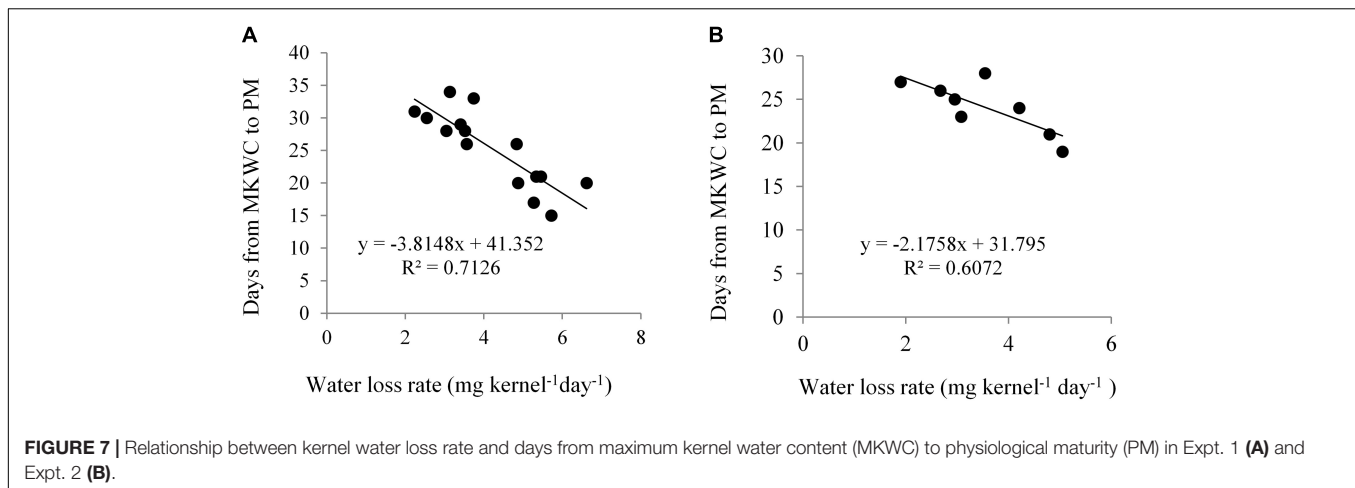 A
40
35
30
25
20
15
10
5
0
0 2 4 6 8
Days from MKWC to PM
y = -3.8148x + 41.352
R² = 0.7126
Water loss rate (mg kernel⁻¹day⁻¹)
B
30
25
20
15
10
5
0
0 2 4 6
Days from MKWC to PM
y = -2.1758x + 31.795
R² = 0.6072
Water loss rate (mg kernel⁻¹ day⁻¹ )
FIGURE 7 | Relationship between kernel water loss rate and days from maximum kernel water content (MKWC) to physiological maturity (PM) in Expt. 1 (A) and
Expt. 2 (B).